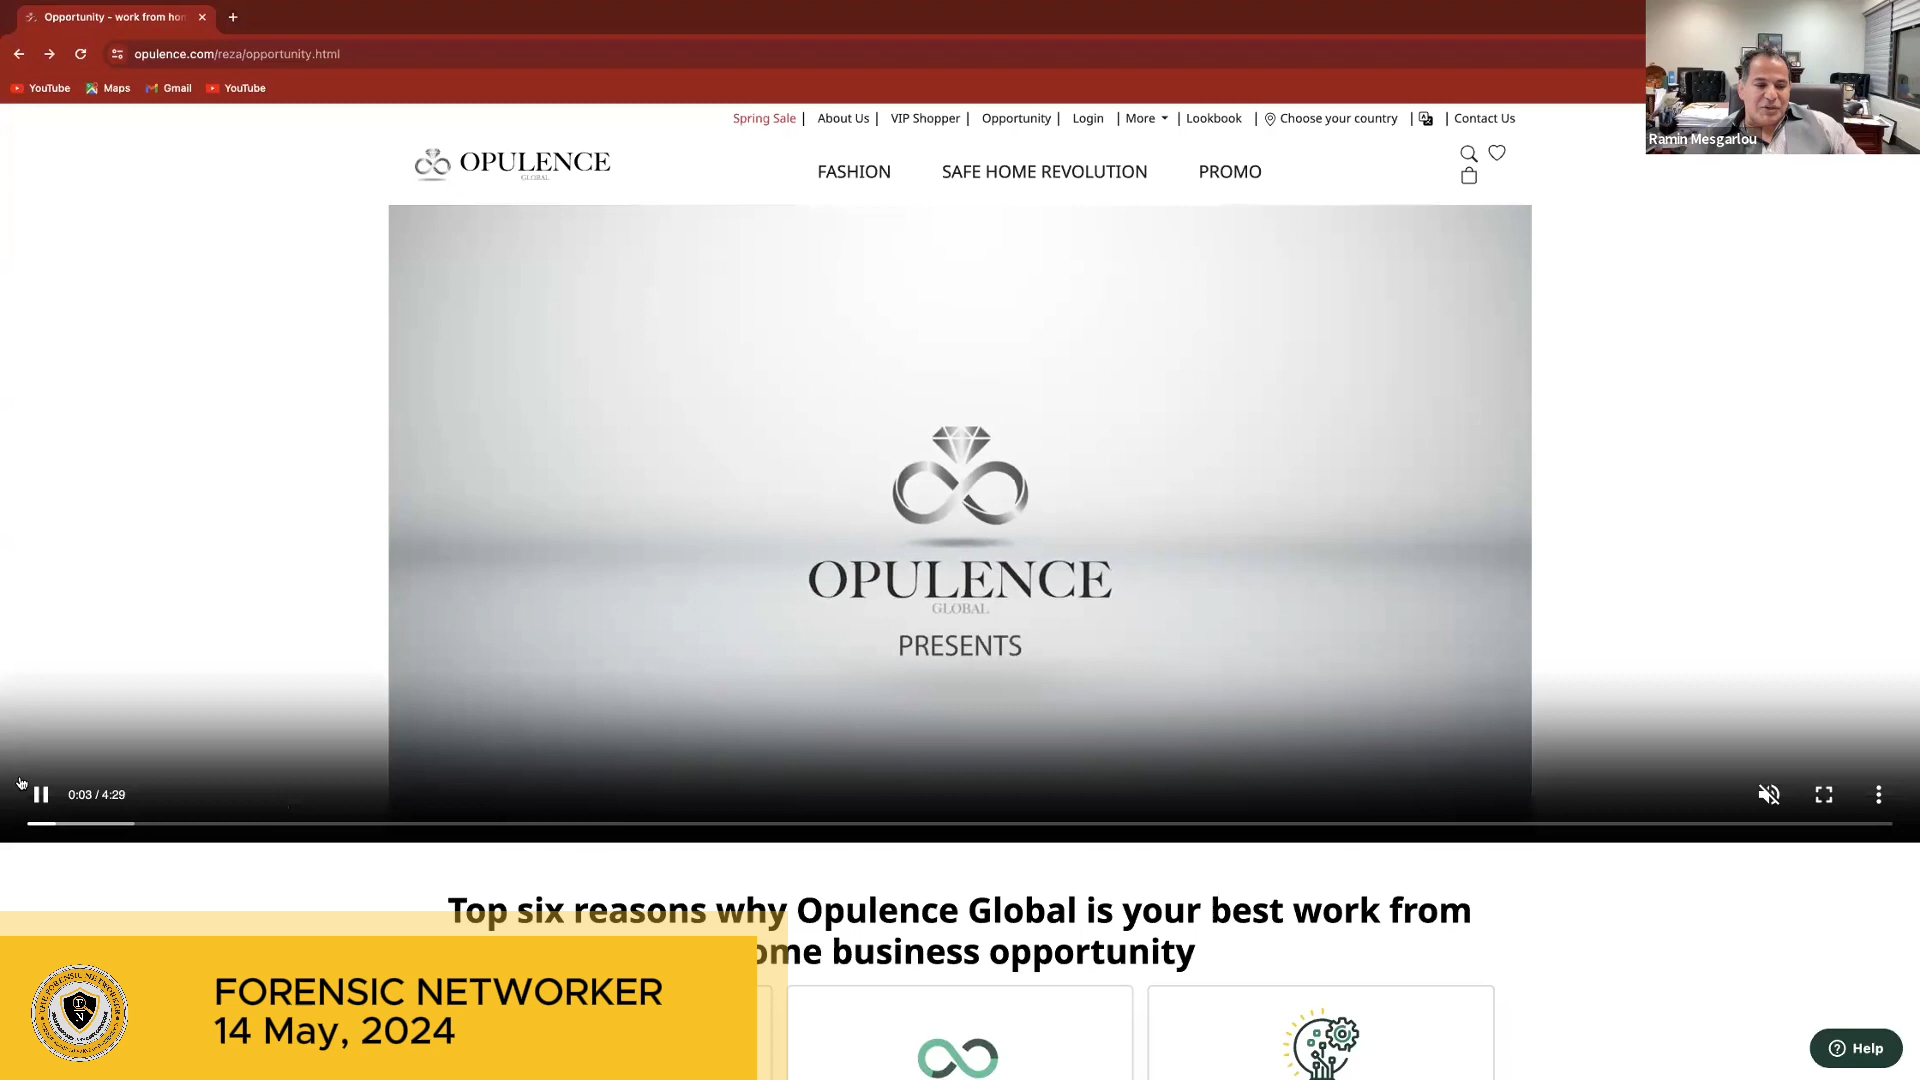 Opportunity - work from hom
opulence.com/reza/opportunity.html
YouTube
Maps
Gmail
YouTube
Ramin Mesgarlou
Spring Sale | About Us | VIP Shopper | Opportunity | Login | More | Lookbook | Choose your country | | Contact Us
OPULENCE
GLOBAL
FASHION
SAFE HOME REVOLUTION
PROMO
OPULENCE
GLOBAL
PRESENTS
0:03 / 4:29
Top six reasons why Opulence Global is your best work from
ome business opportunity
FORENSIC NETWORKER
14 May, 2024
Help